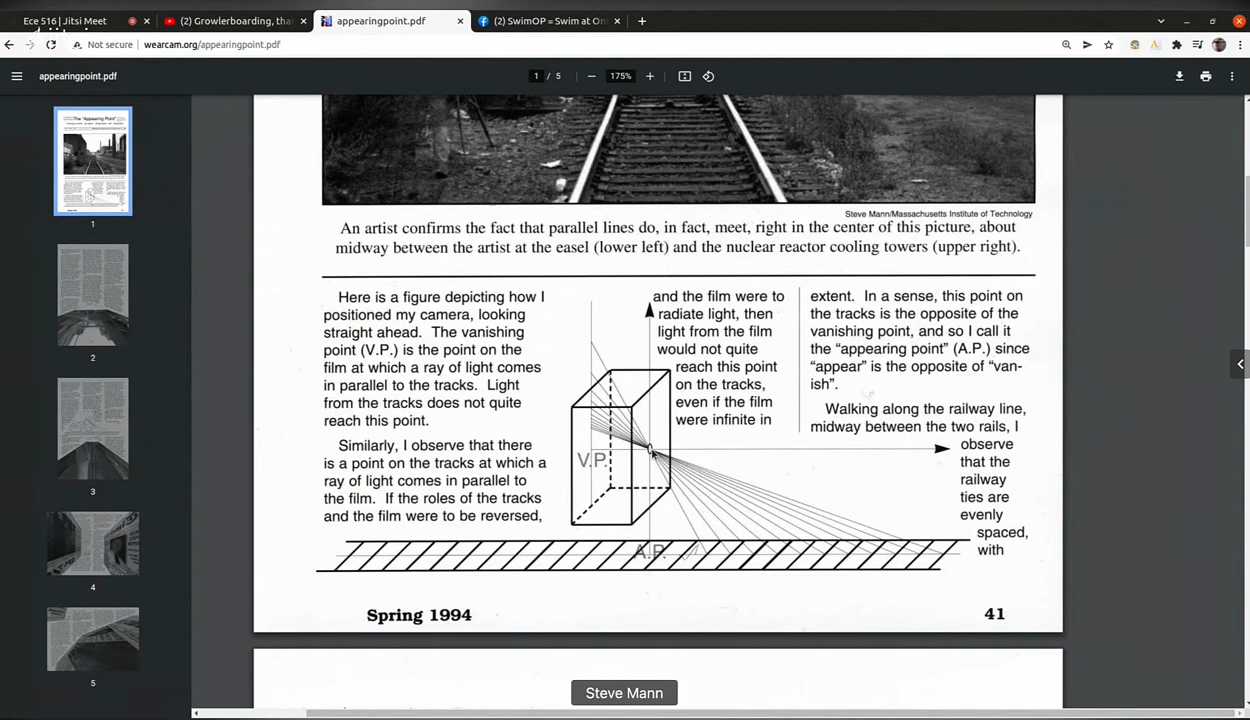 Ece 516 | Jitsi Meet
(2) Growlerboarding, tha
appearingpoint.pdf
(2) SwimOP = Swim at On
Not secure
wearcam.org/appearingpoint.pdf
appearingpoint.pdf
1 / 5
175%
The "Appearing Point"
1
2
3
4
5
Steve Mann/Massachusetts Institute of Technology
An artist confirms the fact that parallel lines do, in fact, meet, right in the center of this picture, about
midway between the artist at the easel (lower left) and the nuclear reactor cooling towers (upper right).
Here is a figure depicting how I
positioned my camera, looking
straight ahead. The vanishing
point (V.P.) is the point on the
film at which a ray of light comes
in parallel to the tracks. Light
from the tracks does not quite
reach this point.
Similarly, I observe that there
is a point on the tracks at which a
ray of light comes in parallel to
the film. If the roles of the tracks
and the film were to be reversed,
and the film were to
radiate light, then
light from the film
would not quite
reach this point
on the tracks,
even if the film
were infinite in
V.P.
A.P.
extent. In a sense, this point on
the tracks is the opposite of the
vanishing point, and so I call it
the “appearing point” (A.P.) since
“appear” is the opposite of “van-
ish”.
Walking along the railway line,
midway between the two rails, I
observe
that the
railway
ties are
evenly
spaced,
with
Spring 1994
41
Steve Mann